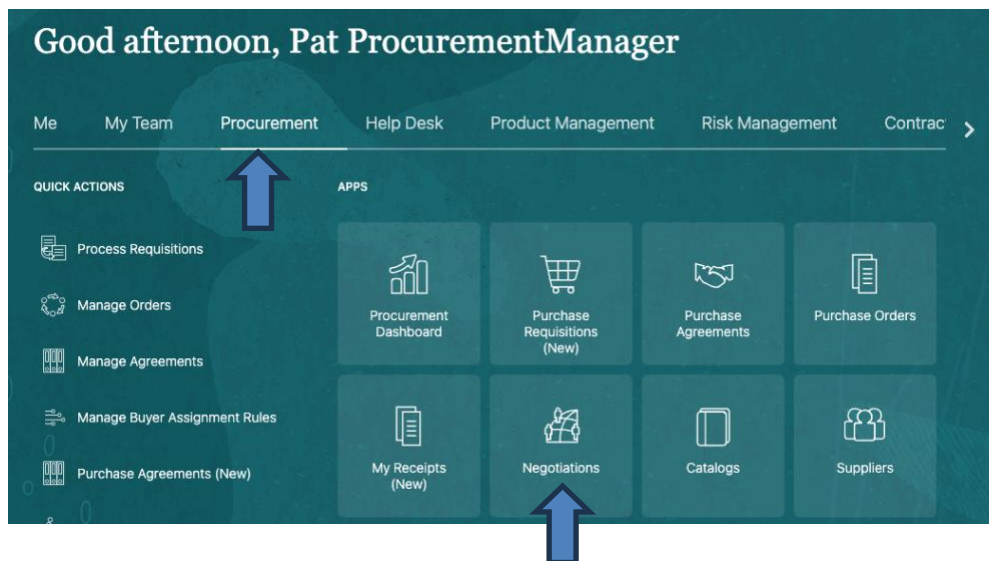 Good afternoon, Pat ProcurementManager
Me My Team Procurement Help Desk Product Management Risk Management Contrac
QUICK ACTIONS
APPS
Process Requisitions
Manage Orders
Manage Agreements
Manage Buyer Assignment Rules
Purchase Agreements (New)
Procurement
Dashboard
Purchase
Requisitions
(New)
Purchase
Agreements
Purchase Orders
My Receipts
(New)
Negotiations
Catalogs
Suppliers